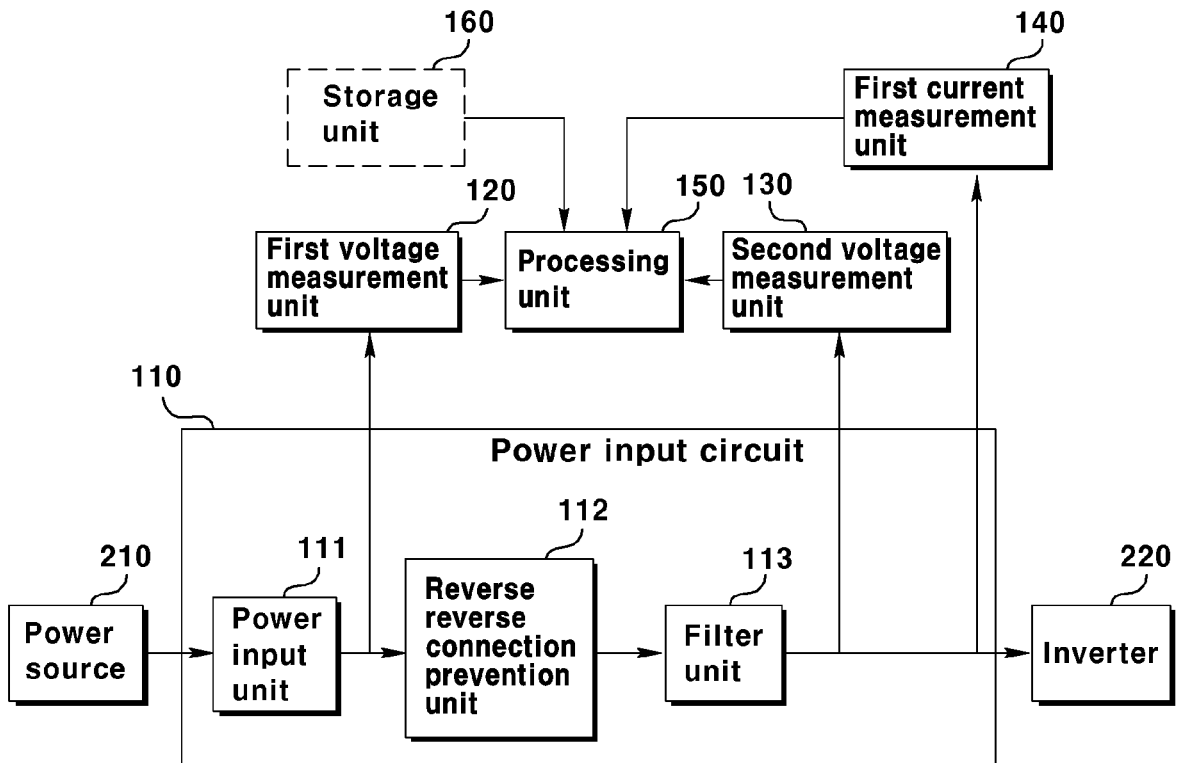 160
140
Storage
unit
First current
measurement
unit
120
150
130
First voltage
measurement
unit
Processing
unit
Second voltage
measurement
unit
110
Power input circuit
210
111
112
113
220
Power
source
Power
input
unit
Reverse
reverse
connection
prevention
unit
Filter
unit
Inverter